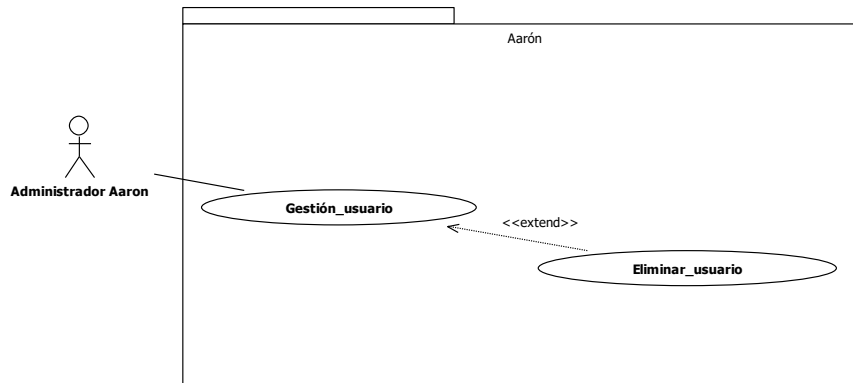 Aarón
Administrador Aaron
Gestión_usuario
<<extend>>
Eliminar_usuario